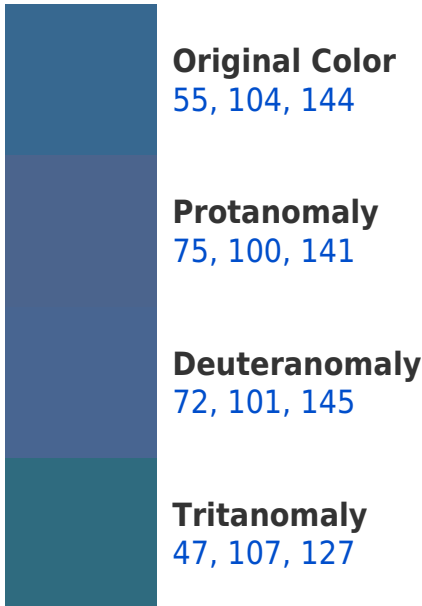 Original Color
55, 104, 144
Protanomaly
75, 100, 141
Deuteranomaly
72, 101, 145
Tritanomaly
47, 107, 127